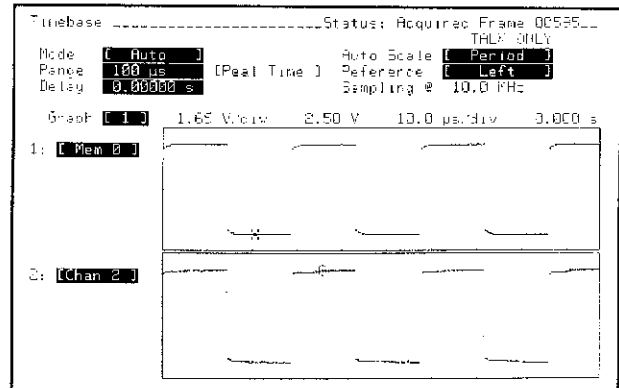 Timebase Status: Acquired Frame 00595
TALK ONLY
Mode [ Auto ] Auto Scale [ Period ]
Range 100 µs [Real Time ] Reference [ Left ]
Delay 0.00000 s Sampling @ 10.0 MHz
Graph [ 1 ] 1.65 V/div 2.50 V 10.0 µs/div 0.000 s
1: [ Mem 0 ]
2: [Chan 2 ]